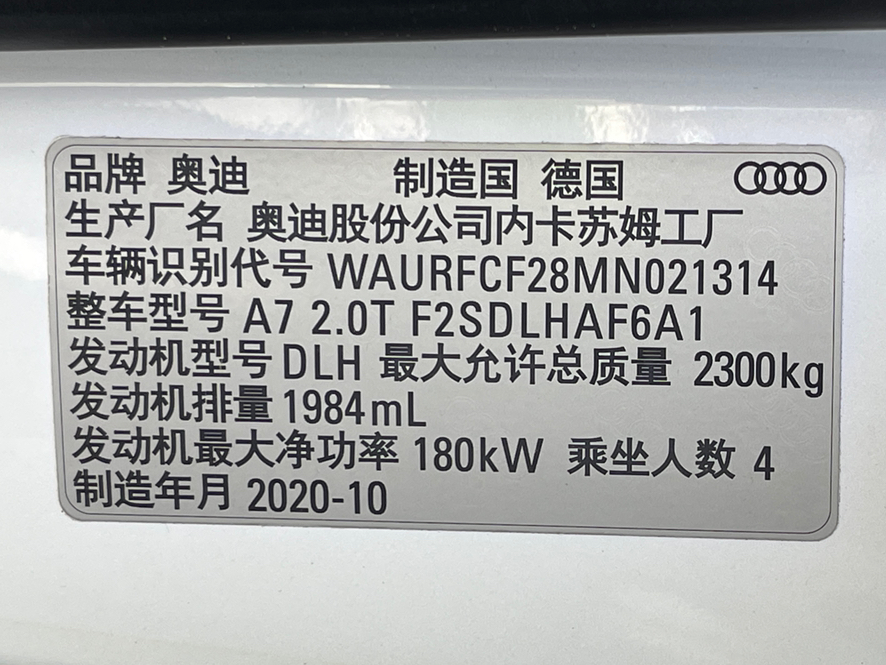 品牌 奥迪 制造国 德国
生产厂名 奥迪股份公司内卡苏姆工厂
车辆识别代号 WAURFCF28MN021314
整车型号 A7 2.0T F2SDLHAF6A1
发动机型号 DLH 最大允许总质量 2300kg
发动机排量 1984mL
发动机最大净功率 180kW 乘坐人数 4
制造年月 2020-10